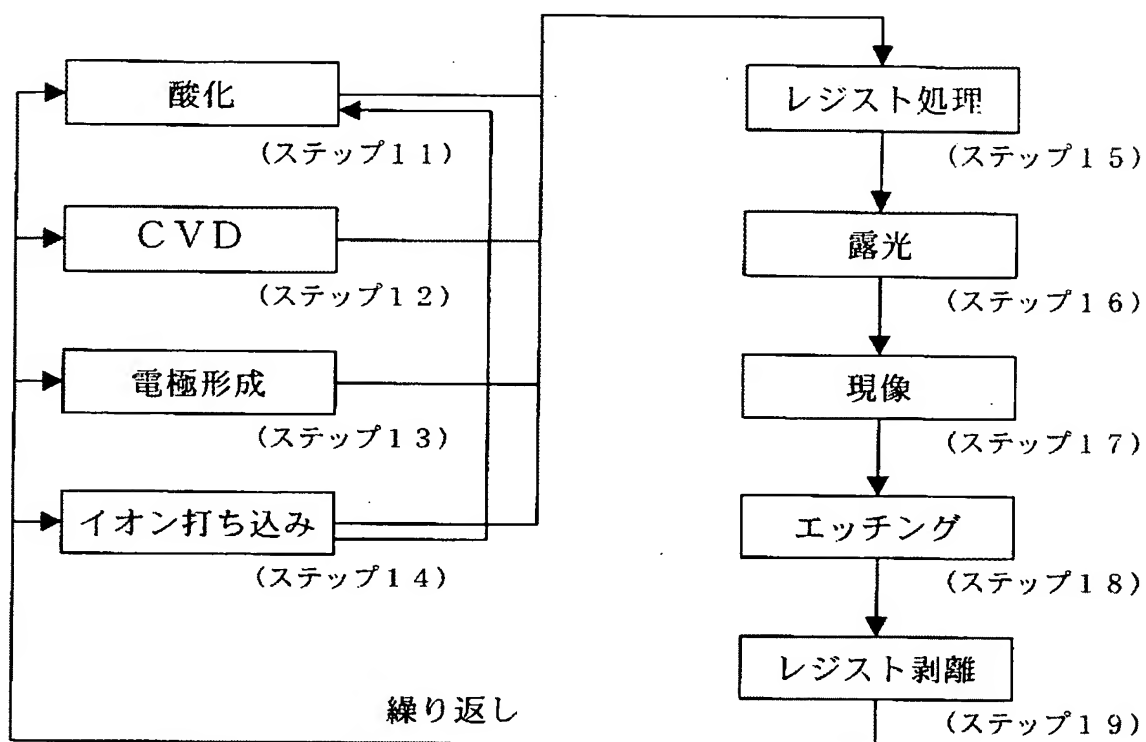 酸化
(ステップ11)
CVD
(ステップ12)
電極形成
(ステップ13)
イオン打ち込み
(ステップ14)
レジスト処理
(ステップ15)
露光
(ステップ16)
現像
(ステップ17)
エッチング
(ステップ18)
レジスト剥離
(ステップ19)
繰り返し